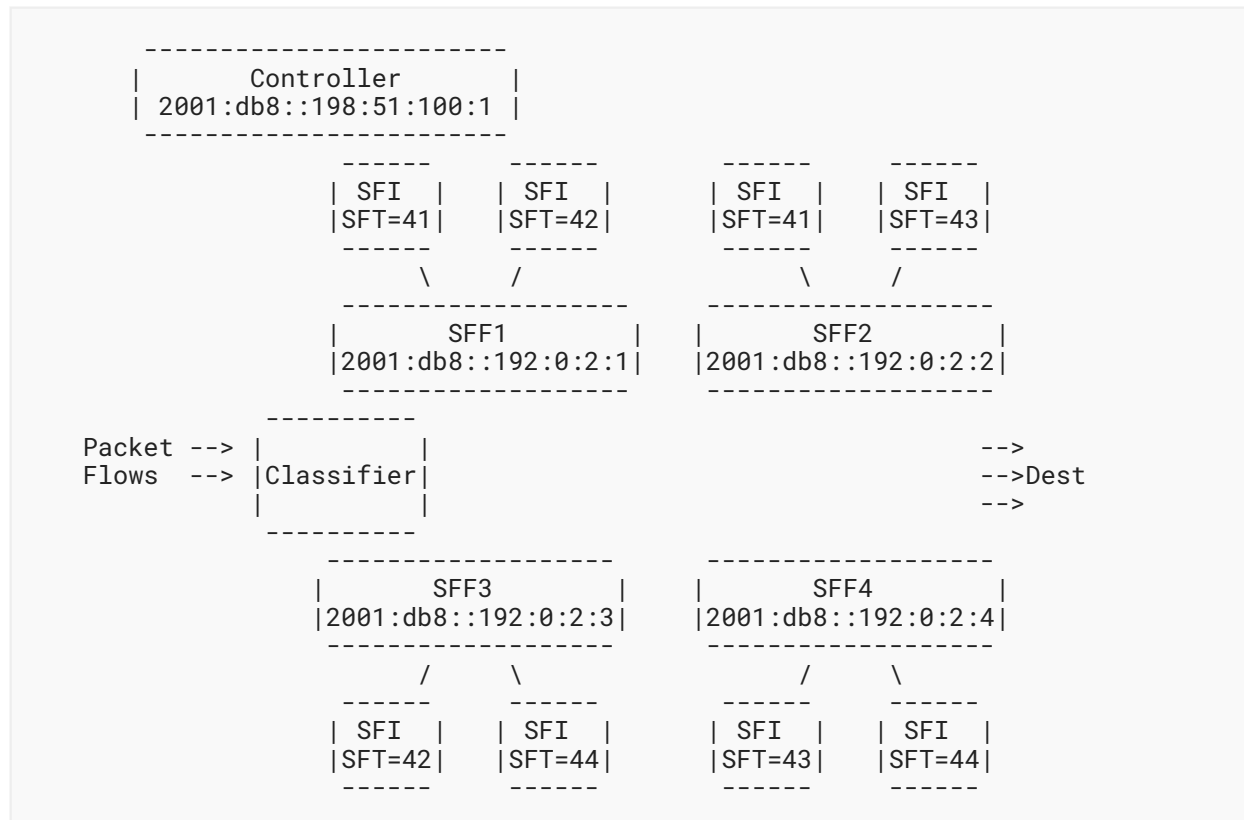 Controller
2001:db8::198:51:100:1
SFI SFI SFI SFI
SFT=41 SFT=42 SFT=41 SFT=43
SFF1 SFF2
2001:db8::192:0:2:1 2001:db8::192:0:2:2
Packet -->  -->
Flows --> Classifier -->Dest
-->
SFF3 SFF4
2001:db8::192:0:2:3 2001:db8::192:0:2:4
SFI SFI SFI SFI
SFT=42 SFT=44 SFT=43 SFT=44